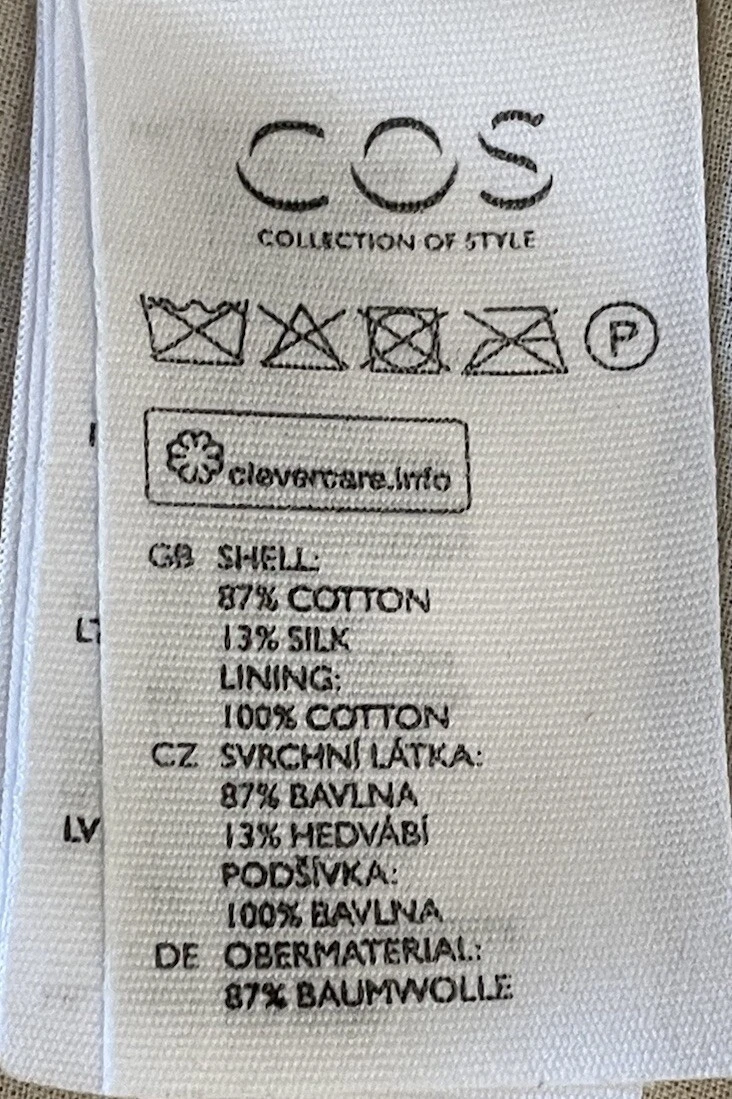 COS
COLLECTION OF STYLE
P
clevercare.info
GB SHELL:
87% COTTON
13% SILK
LINING:
100% COTTON
CZ SVRCHNÍ LÁTKA:
87% BAVLNA
13% HEDVÁBÍ
PODŠÍVKA:
100% BAVLNA
DE OBERMATERIAL:
87% BAUMWOLLE
LV